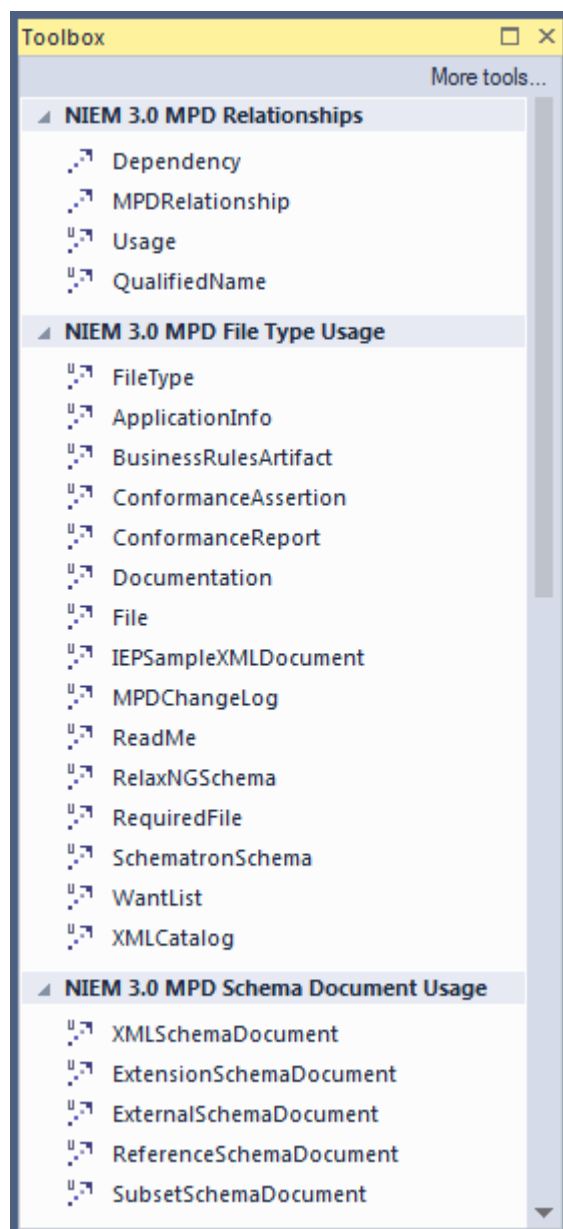 Toolbox
More tools...
NIEM 3.0 MPD Relationships
Dependency
MPDRelationship
Usage
QualifiedName
NIEM 3.0 MPD File Type Usage
FileType
ApplicationInfo
BusinessRulesArtifact
ConformanceAssertion
ConformanceReport
Documentation
File
IEPSampleXMLDocument
MPDChangeLog
ReadMe
RelaxNGSchema
RequiredFile
SchematronSchema
WantList
XMLCatalog
NIEM 3.0 MPD Schema Document Usage
XMLSchemaDocument
ExtensionSchemaDocument
ExternalSchemaDocument
ReferenceSchemaDocument
SubsetSchemaDocument